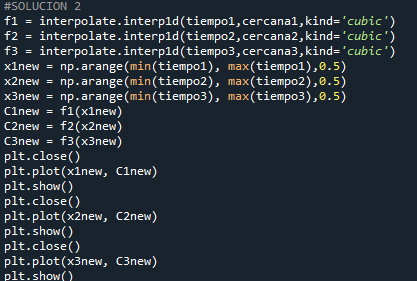 #SOLUCION 2
f1 = interpolate.interp1d(tiempo1,cercana1,kind='cubic')
f2 = interpolate.interp1d(tiempo2,cercana2,kind='cubic')
f3 = interpolate.interp1d(tiempo3,cercana3,kind='cubic')
x1new = np.arange(min(tiempo1), max(tiempo1),0.5)
x2new = np.arange(min(tiempo2), max(tiempo2),0.5)
x3new = np.arange(min(tiempo3), max(tiempo3),0.5)
C1new = f1(x1new)
C2new = f2(x2new)
C3new = f3(x3new)
plt.close()
plt.plot(x1new, C1new)
plt.show()
plt.close()
plt.plot(x2new, C2new)
plt.show()
plt.close()
plt.plot(x3new, C3new)
plt.show()